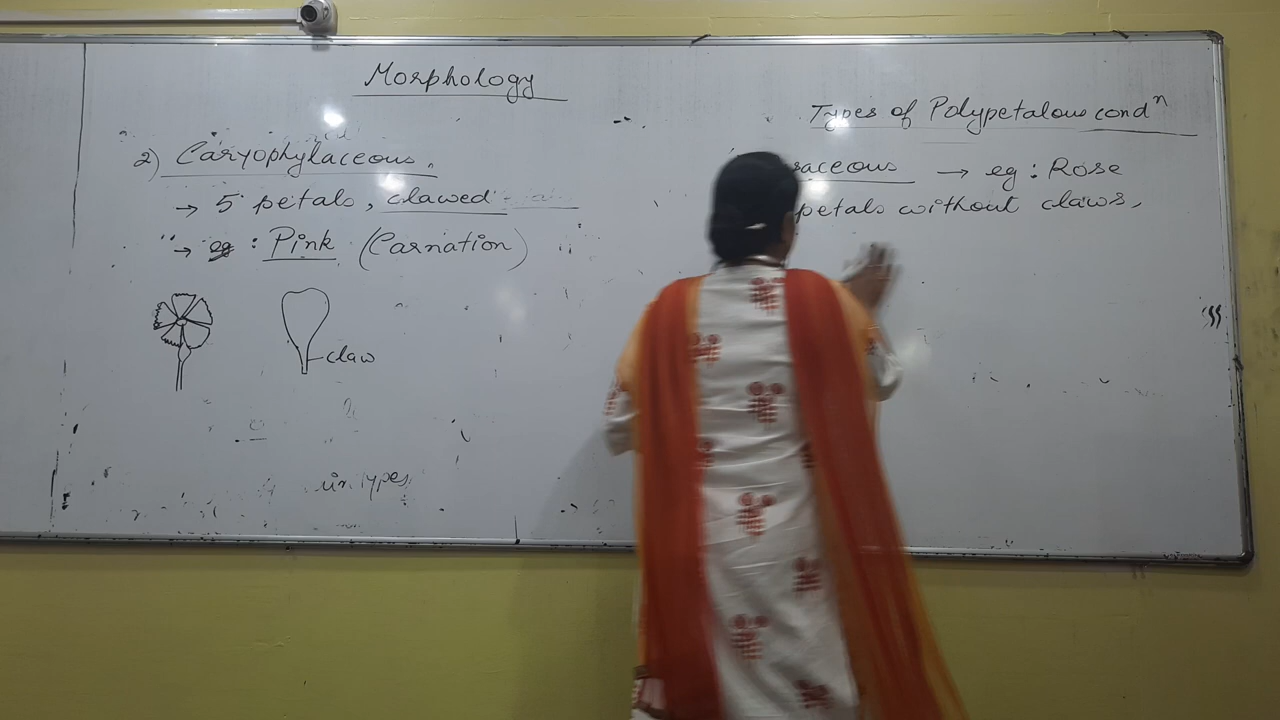 Morphology
2) Caryophylaceous.
→ 5 petals, clawed
→ eg : Pink (Carnation)
claw
types
Types of Polypetalous condⁿ
raceous → eg : Rose
petals without claws,